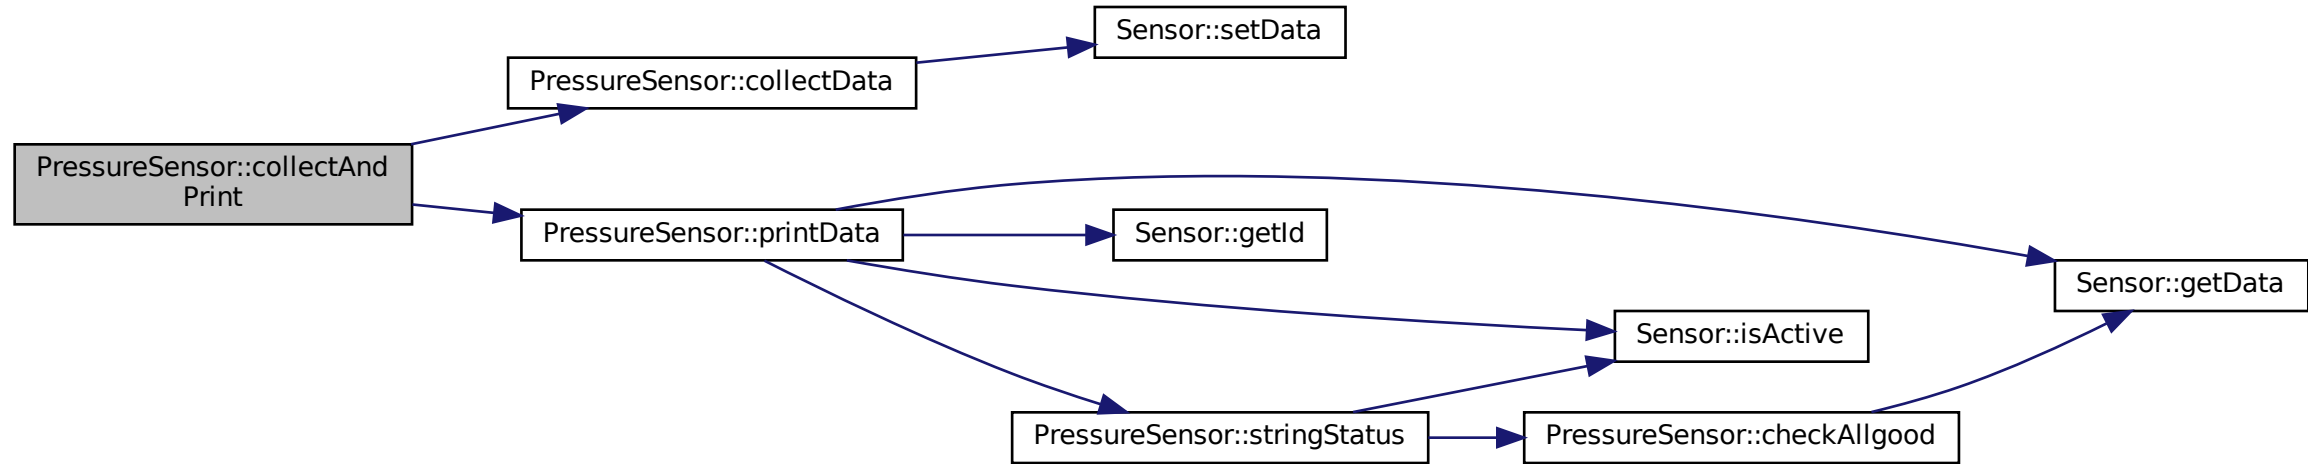 Sensor::setData
PressureSensor::collectData
PressureSensor::collectAnd
Print
PressureSensor::printData
Sensor::getId
Sensor::getData
Sensor::isActive
PressureSensor::stringStatus
PressureSensor::checkAllgood